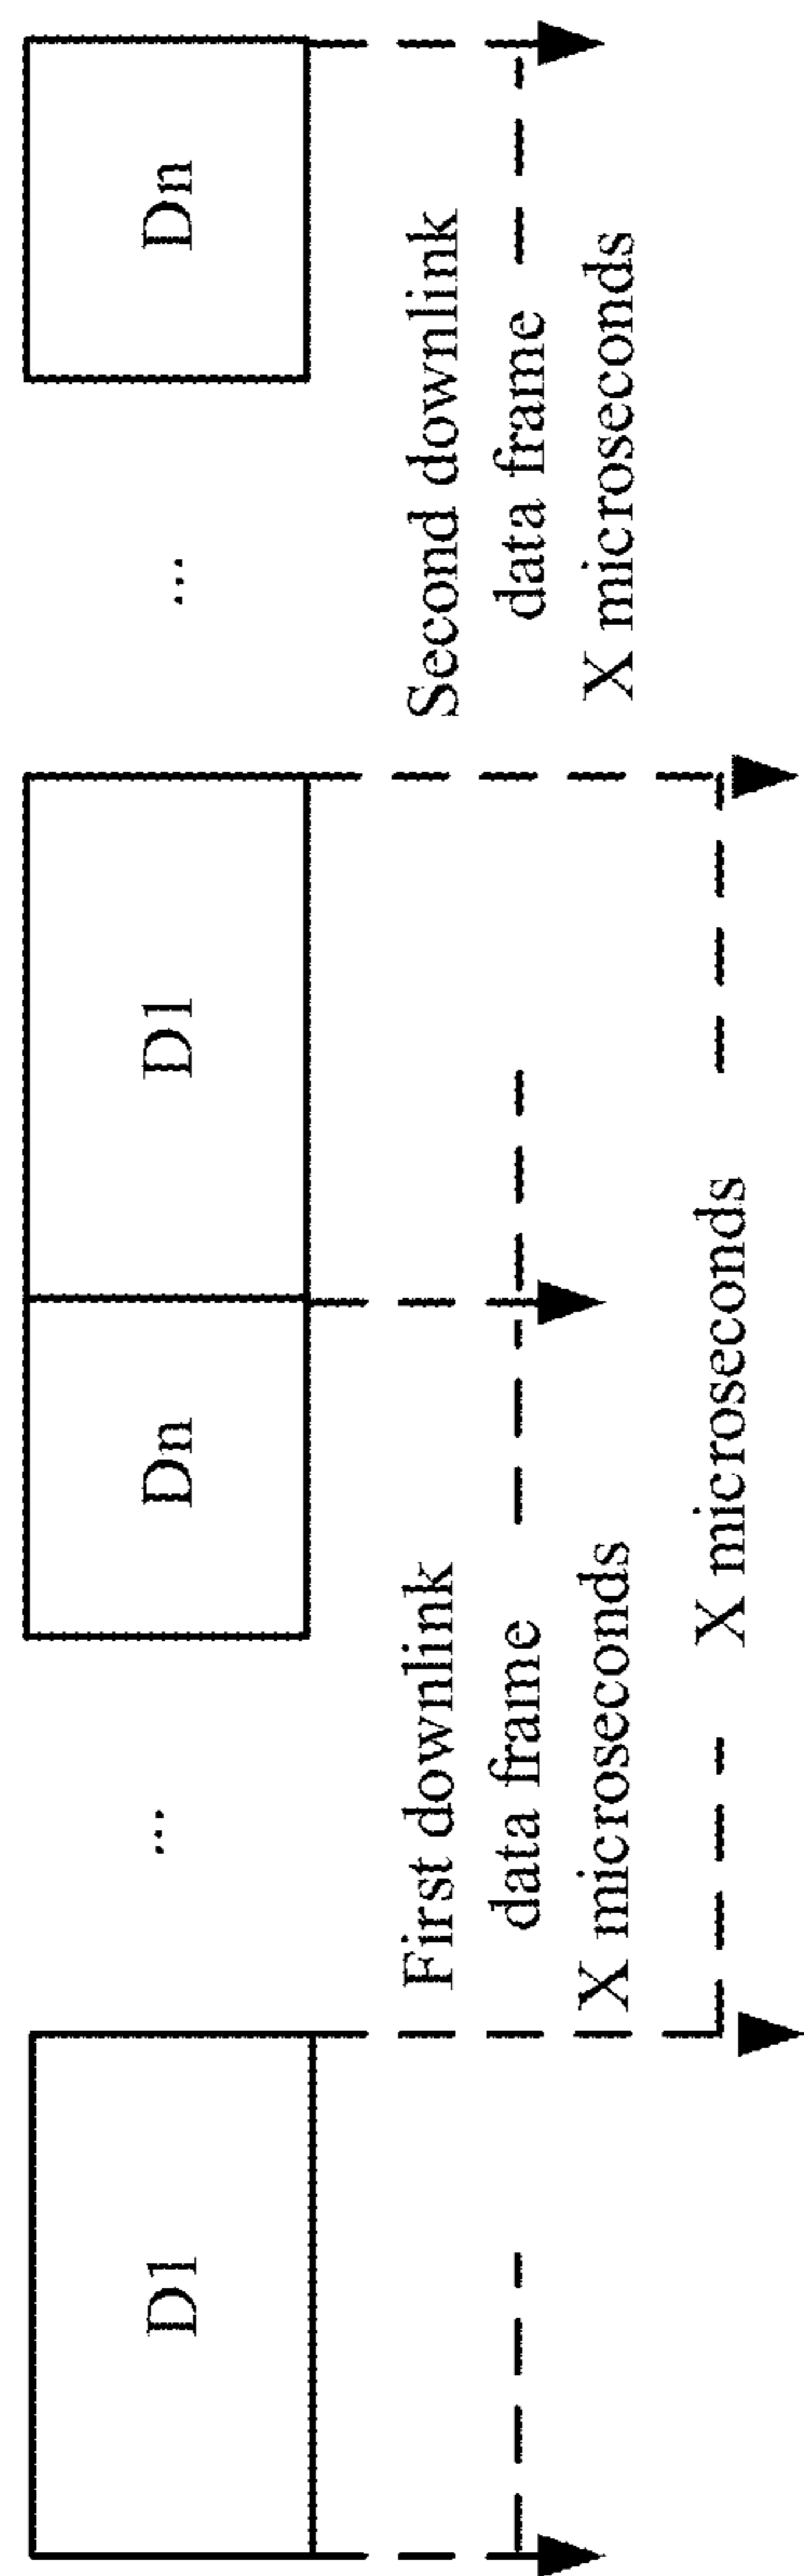 D1
...
Dn
D1
...
Dn
First downlink
data frame
X microseconds
Second downlink
data frame
X microseconds
X microseconds